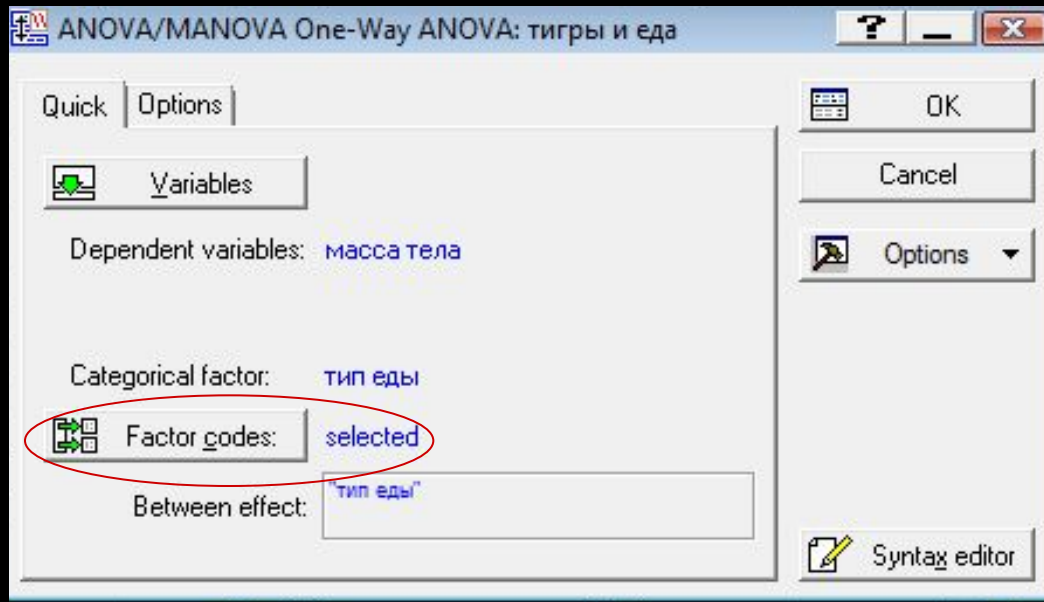 ANOVA/MANOVA One-Way ANOVA: тигры и еда
?
Quick Options
OK
Variables
Cancel
Dependent variables: масса тела
Options
Categorical factor: тип еды
Factor codes: selected
Between effect: "тип еды"
Syntax editor